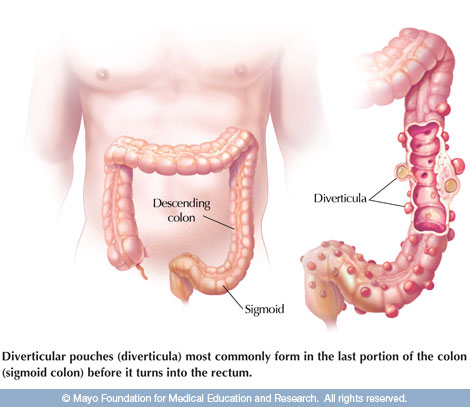 Descending
colon
Diverticula
Sigmoid
Diverticular pouches (diverticula) most commonly form in the last portion of the colon
(sigmoid colon) before it turns into the rectum.
© Mayo Foundation for Medical Education and Research. All rights reserved.